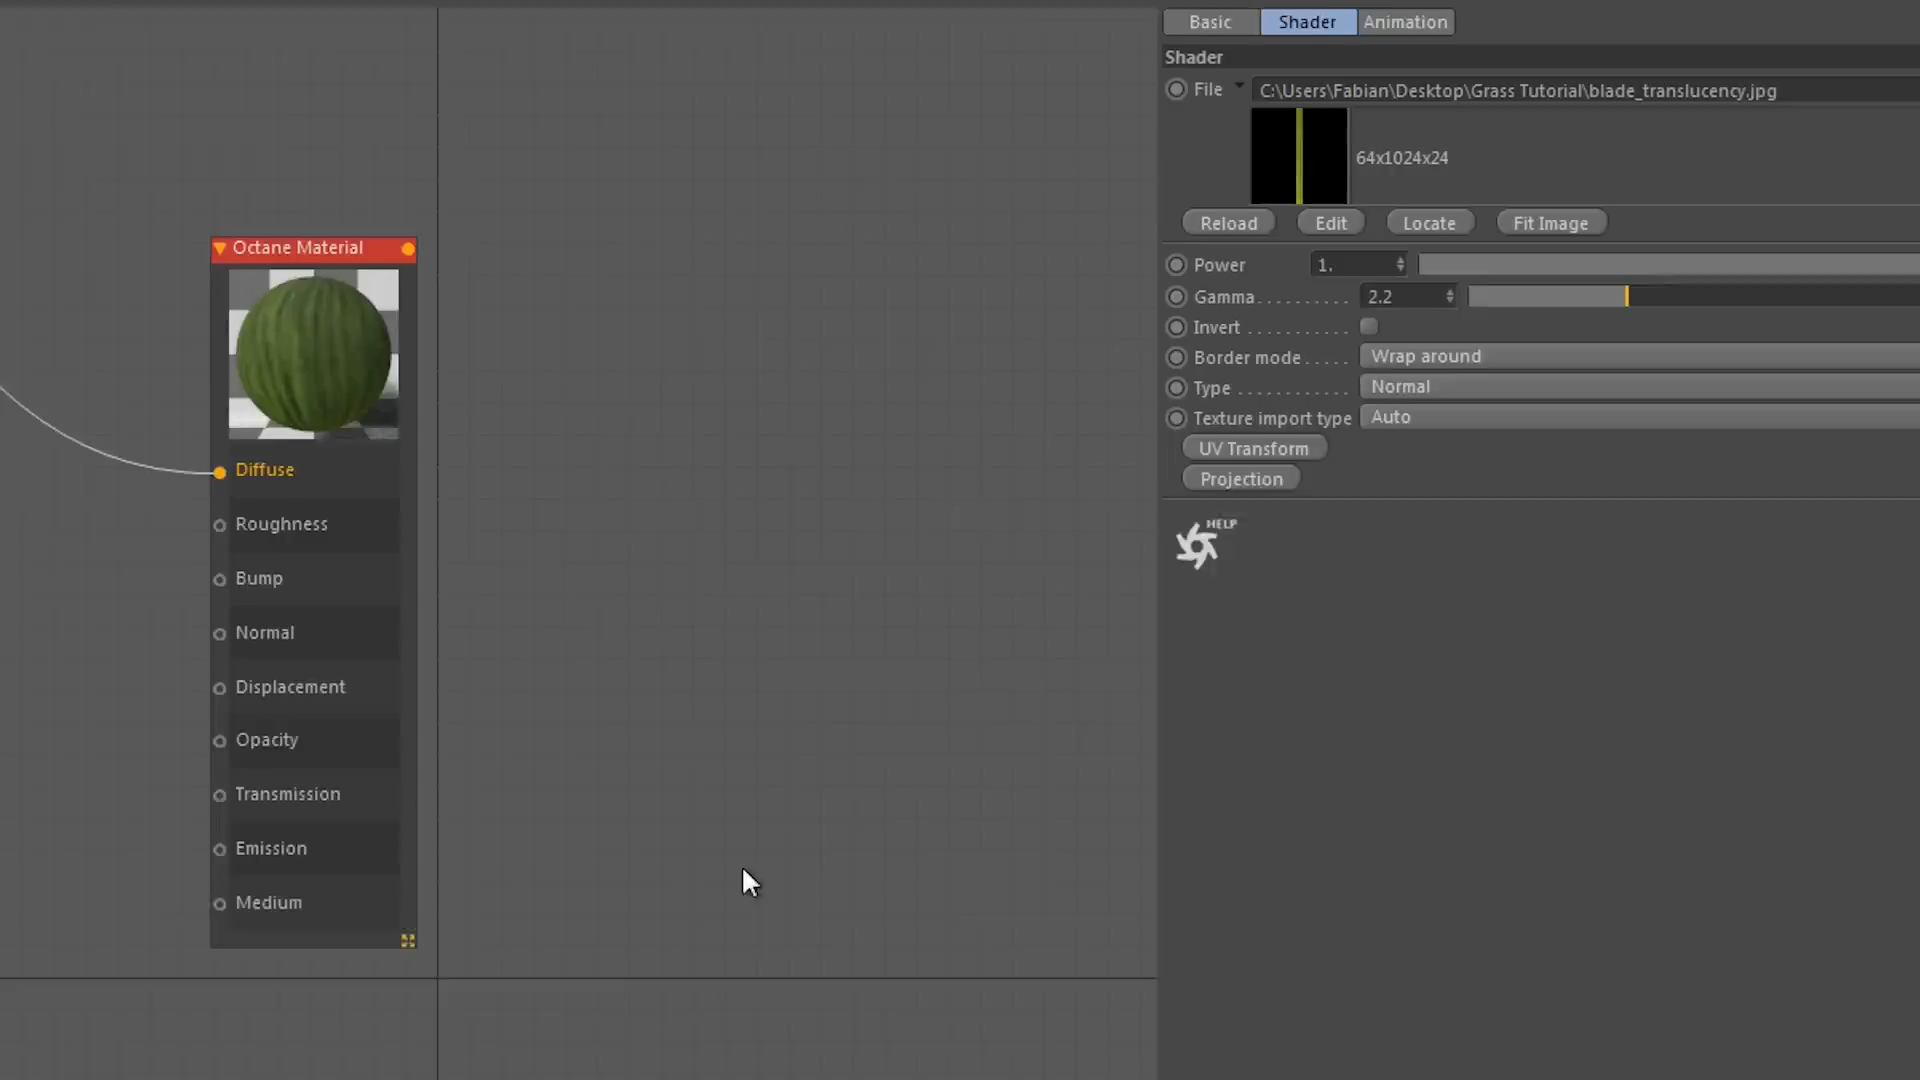 Basic Shader Animation
Shader
File C:\Users\Fabian\Desktop\Grass Tutorial\blade_translucency.jpg
64x1024x24
Reload Edit Locate Fit Image
Power 1.
Gamma.......... 2.2
Invert ..........
Border mode..... Wrap around
Type ........... Normal
Texture import type Auto
UV Transform
Projection
HELP
Octane Material
Diffuse
Roughness
Bump
Normal
Displacement
Opacity
Transmission
Emission
Medium